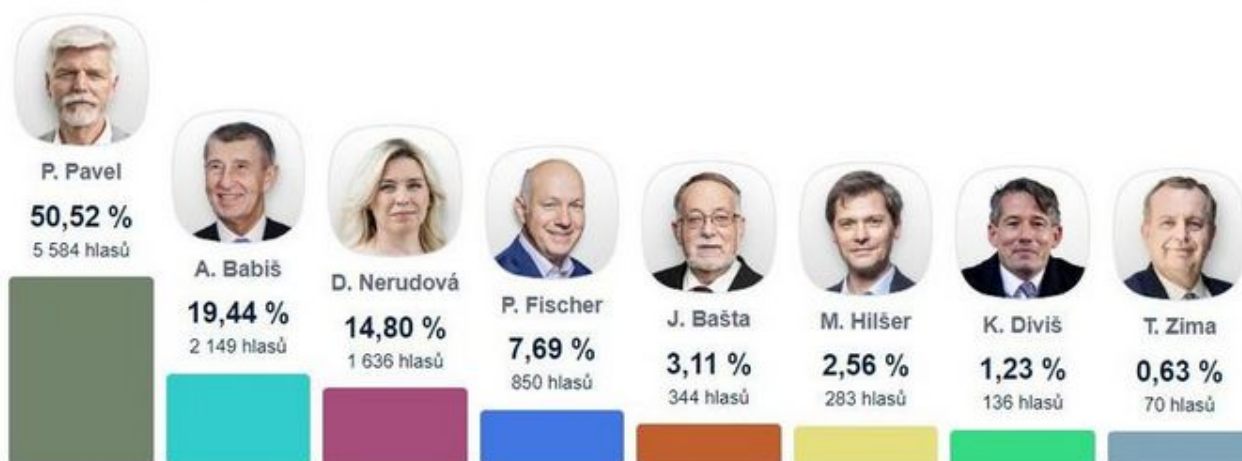 P. Pavel
50,52 %
5 584 hlasů
A. Babiš
19,44 %
2 149 hlasů
D. Nerudová
14,80 %
1 636 hlasů
P. Fischer
7,69 %
850 hlasů
J. Bašta
3,11 %
344 hlasů
M. Hilšer
2,56 %
283 hlasů
K. Diviš
1,23 %
136 hlasů
T. Zima
0,63 %
70 hlasů